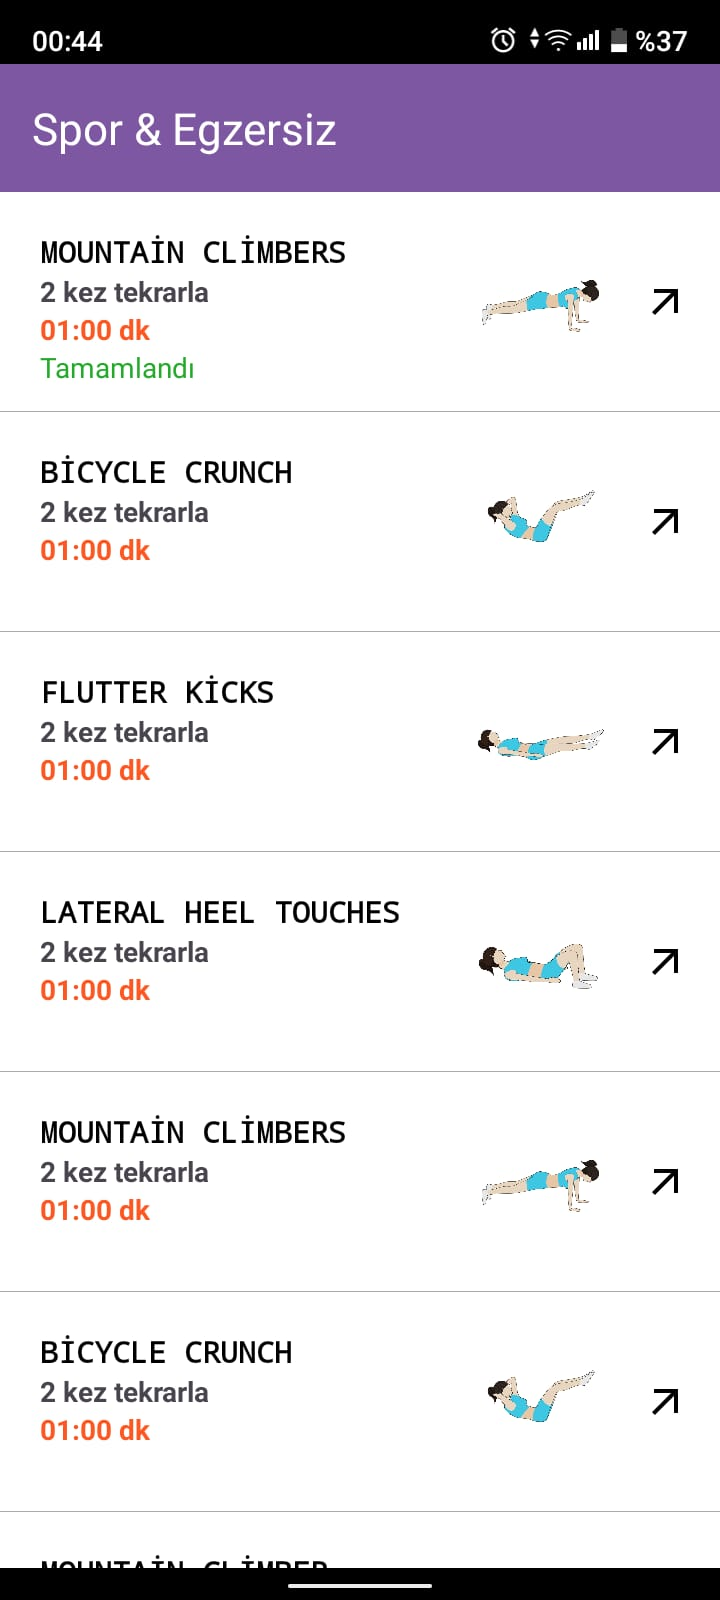 00:44 %37
Spor & Egzersiz
MOUNTAİN CLİMBERS
2 kez tekrarla
01:00 dk
Tamamlandı
BİCYCLE CRUNCH
2 kez tekrarla
01:00 dk
FLUTTER KİCKS
2 kez tekrarla
01:00 dk
LATERAL HEEL TOUCHES
2 kez tekrarla
01:00 dk
MOUNTAİN CLİMBERS
2 kez tekrarla
01:00 dk
BİCYCLE CRUNCH
2 kez tekrarla
01:00 dk
MOUNTAİN CLİMBER